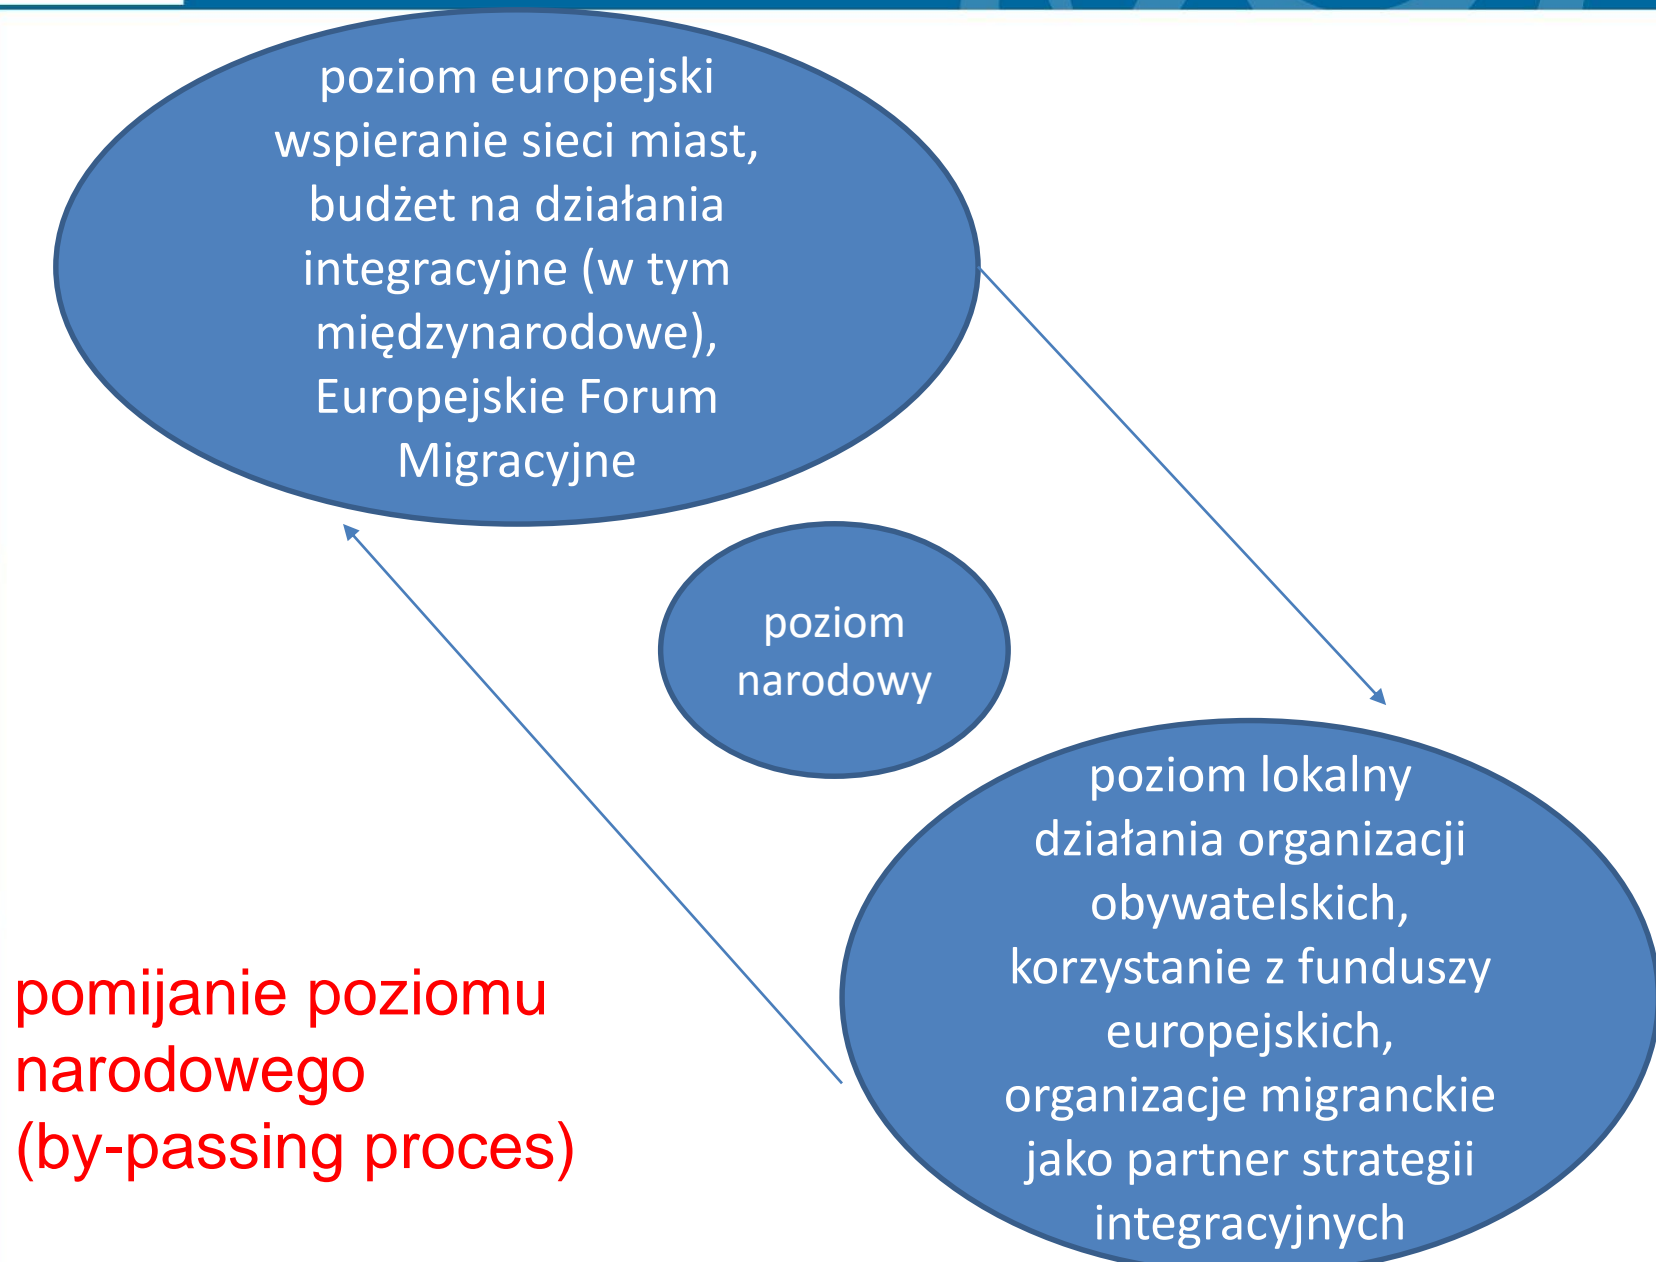 poziom europejski
wspieranie sieci miast,
budżet na działania
integracyjne (w tym
międzynarodowe),
Europejskie Forum
Migracyjne
poziom
narodowy
poziom lokalny
działania organizacji
obywatelskich,
korzystanie z funduszy
europejskich,
organizacje migranckie
jako partner strategii
integracyjnych
pomijanie poziomu
narodowego
(by-passing proces)